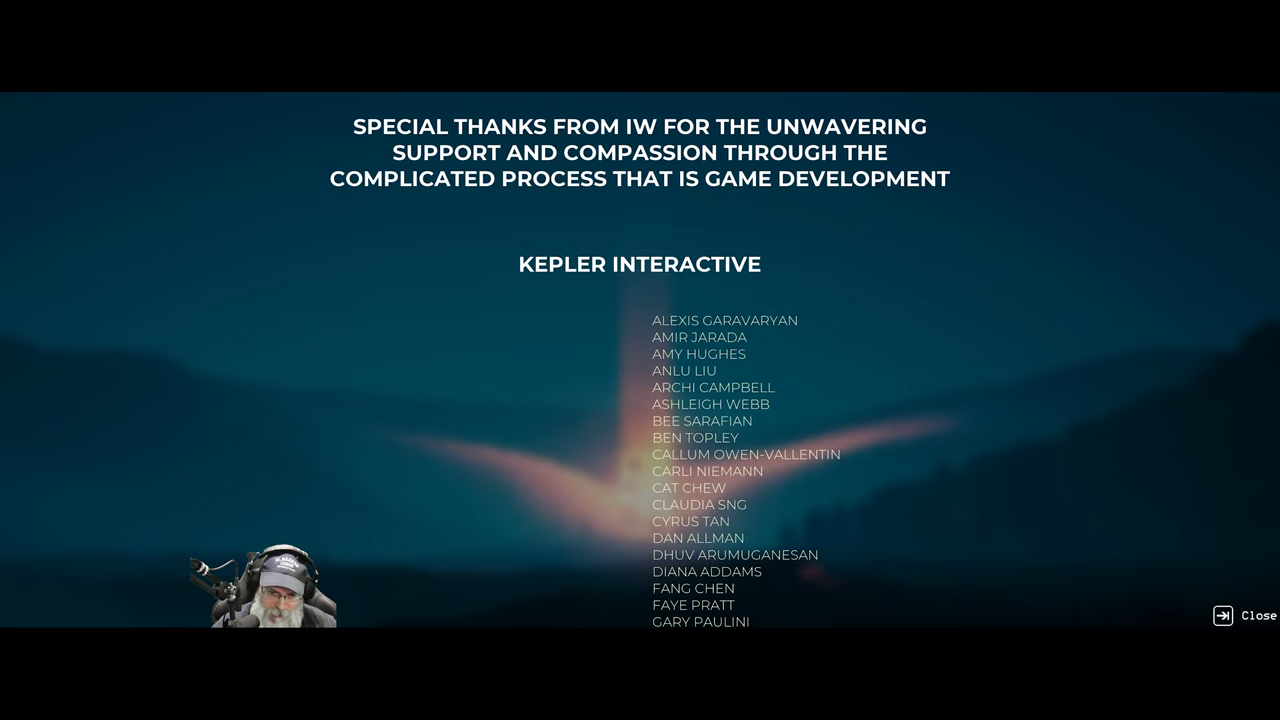 SPECIAL THANKS FROM IW FOR THE UNWAVERING
SUPPORT AND COMPASSION THROUGH THE
COMPLICATED PROCESS THAT IS GAME DEVELOPMENT
KEPLER INTERACTIVE
ALEXIS GARAVARYAN
AMIR JARADA
AMY HUGHES
ANLU LIU
ARCHI CAMPBELL
ASHLEIGH WEBB
BEE SARAFIAN
BEN TOPLEY
CALLUM OWEN-VALLENTIN
CARLI NIEMANN
CAT CHEW
CLAUDIA SNG
CYRUS TAN
DAN ALLMAN
DHUV ARUMUGANESAN
DIANA ADDAMS
FANG CHEN
FAYE PRATT
GARY PAULINI
Close